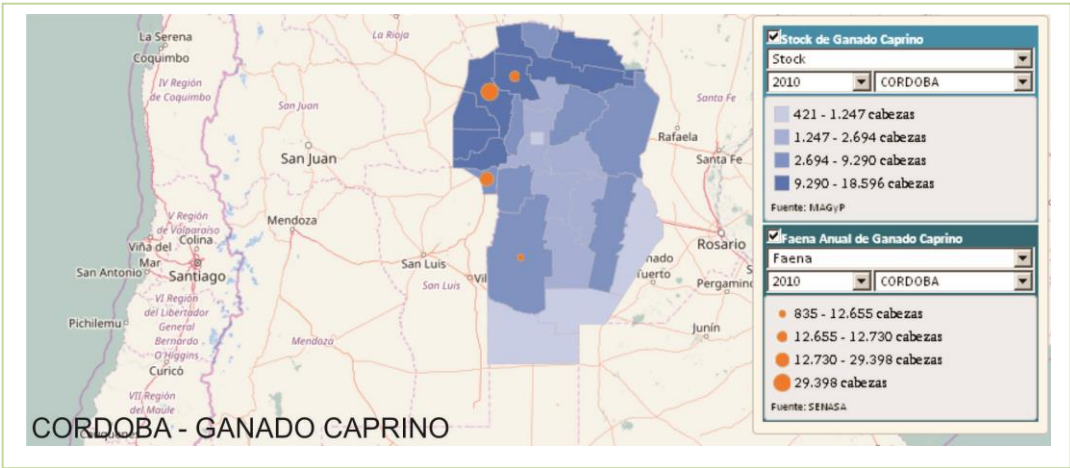 La Serena
Coquimbo
IV Región
de Coquimbo
La Rioja
San Juan
San Juan
Santa Fe
Rafaela
Santa Fe
V Región
de Valparaíso
Viña del
Mar
Colina
San Antonio
Santiago
Mendoza
San Luis
San Luis
Vil
Rosario
nado
uerto
Pergamino
VI Región
del Libertador
General
Bernardo
O'Higgins
Pichilemu
Curicó
Mendoza
Junín
VII Región
del Maule
CORDOBA - GANADO CAPRINO
Stock de Ganado Caprino
Stock
2010 CORDOBA
421 - 1.247 cabezas
1.247 - 2.694 cabezas
2.694 - 9.290 cabezas
9.290 - 18.596 cabezas
Fuente: MAGyP
Faena Anual de Ganado Caprino
Faena
2010 CORDOBA
835 - 12.655 cabezas
12.655 - 12.730 cabezas
12.730 - 29.398 cabezas
29.398 cabezas
Fuente: SENASA